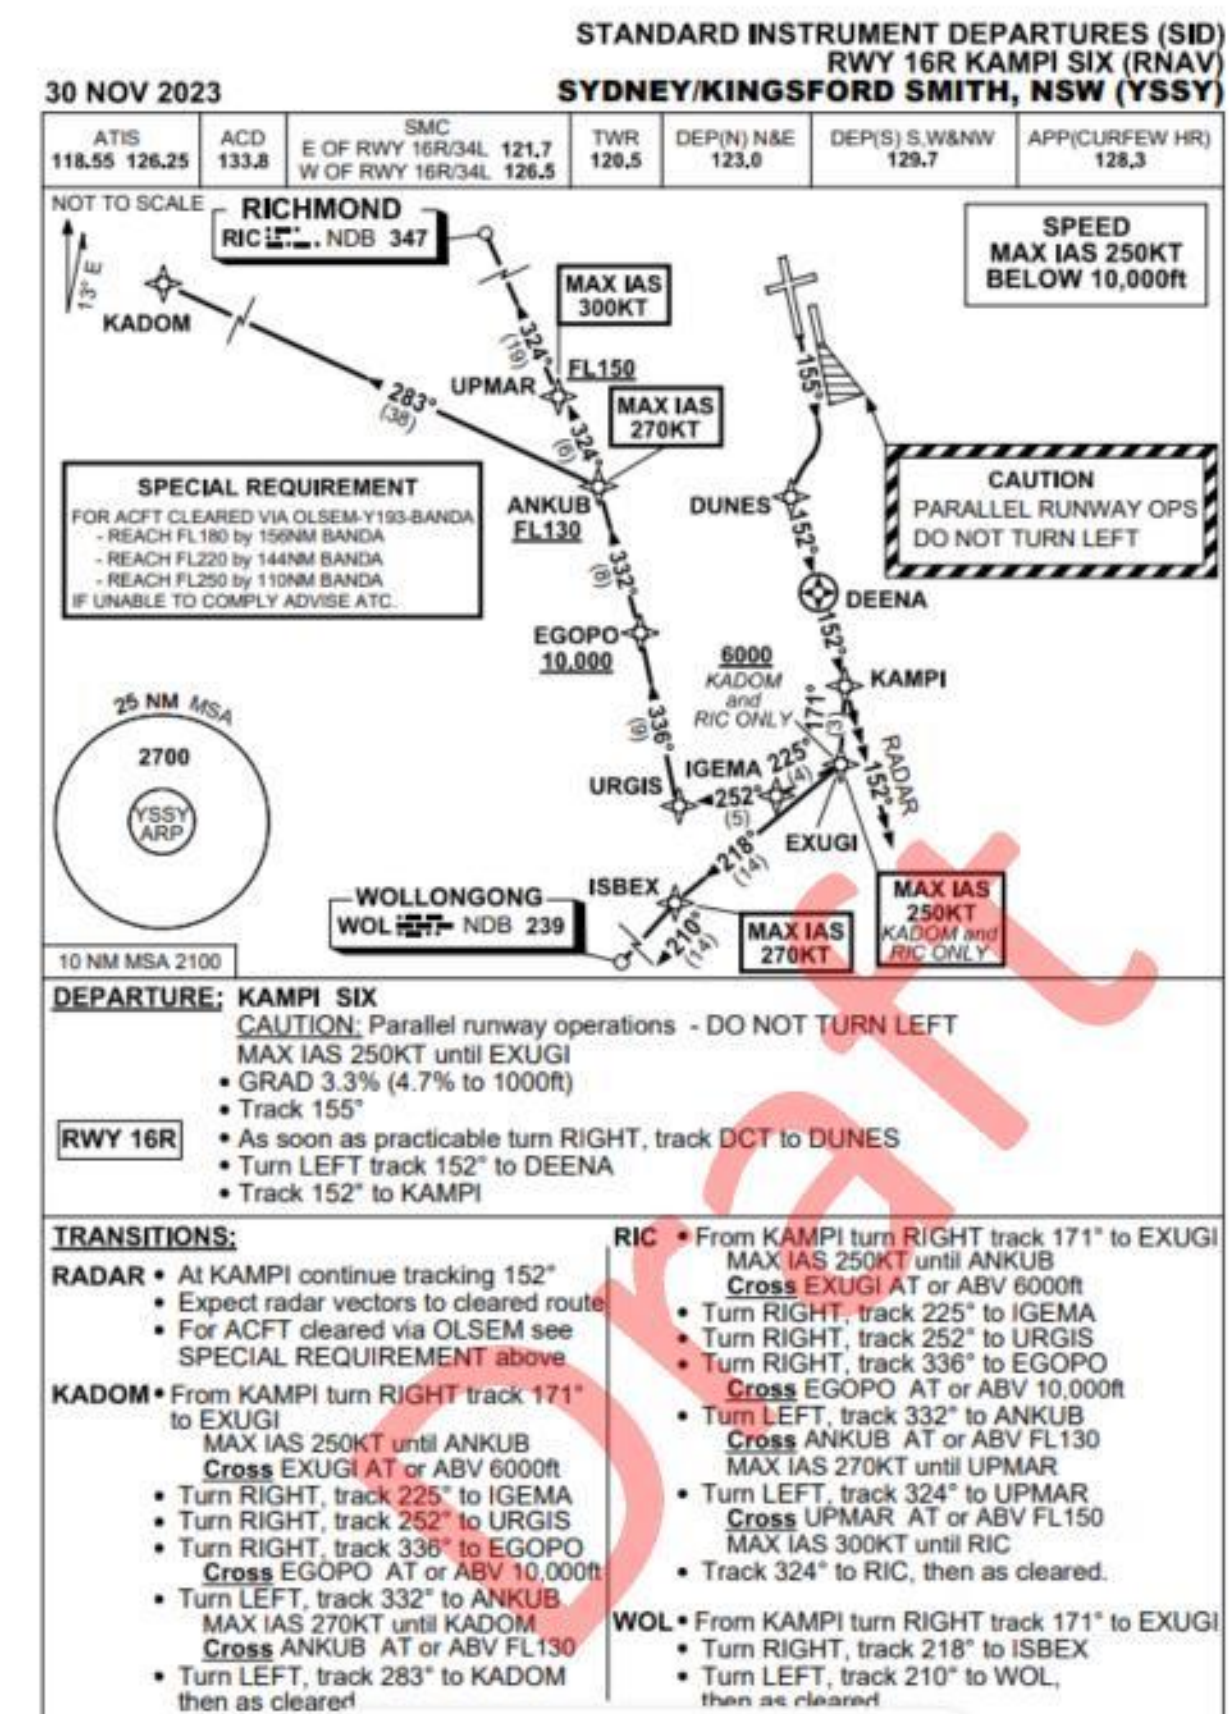 STANDARD INSTRUMENT DEPARTURES (SID)
RWY 16R KAMPI SIX (RNAV)
30 NOV 2023
SYDNEY/KINGSFORD SMITH, NSW (YSSY)
ATIS
118.55 126.25
ACD
133.8
SMC
E OF RWY 16R/34L 121.7
W OF RWY 16R/34L 126.5
TWR
120.5
DEP(N) N&E
123.0
DEP(S) S,W&NW
129.7
APP(CURFEW HR)
128.3
NOT TO SCALE
13° E
RICHMOND
RIC NDB 347
SPEED
MAX IAS 250KT
BELOW 10,000ft
KADOM
MAX IAS
300KT
324°
(19)
155°
UPMAR
FL150
283°
(38)
MAX IAS
270KT
324°
(6)
SPECIAL REQUIREMENT
FOR ACFT CLEARED VIA OLSEM-Y193-BANDA
- REACH FL180 by 156NM BANDA
- REACH FL220 by 144NM BANDA
- REACH FL250 by 110NM BANDA
IF UNABLE TO COMPLY ADVISE ATC.
ANKUB
FL130
DUNES
CAUTION
PARALLEL RUNWAY OPS
DO NOT TURN LEFT
152°
332°
(8)
DEENA
EGOPO
10,000
152°
6000
KADOM
and
RIC ONLY
KAMPI
171°
(3)
336°
(9)
25 NM MSA
2700
YSSY
ARP
10 NM MSA 2100
URGIS
IGEMA
225°
(4)
252°
(5)
RADAR
152°
EXUGI
218°
(14)
ISBEX
WOLLONGONG
WOL NDB 239
210°
(14)
MAX IAS
270KT
MAX IAS
250KT
KADOM and
RIC ONLY
DEPARTURE: KAMPI SIX
CAUTION: Parallel runway operations - DO NOT TURN LEFT
MAX IAS 250KT until EXUGI
• GRAD 3.3% (4.7% to 1000ft)
• Track 155°
RWY 16R
• As soon as practicable turn RIGHT, track DCT to DUNES
• Turn LEFT track 152° to DEENA
• Track 152° to KAMPI
TRANSITIONS:
RADAR • At KAMPI continue tracking 152°
• Expect radar vectors to cleared route
• For ACFT cleared via OLSEM see
SPECIAL REQUIREMENT above
KADOM • From KAMPI turn RIGHT track 171°
to EXUGI
MAX IAS 250KT until ANKUB
Cross EXUGI AT or ABV 6000ft
• Turn RIGHT, track 225° to IGEMA
• Turn RIGHT, track 252° to URGIS
• Turn RIGHT, track 336° to EGOPO
Cross EGOPO AT or ABV 10,000ft
• Turn LEFT, track 332° to ANKUB
MAX IAS 270KT until KADOM
Cross ANKUB AT or ABV FL130
• Turn LEFT, track 283° to KADOM
then as cleared
RIC • From KAMPI turn RIGHT track 171° to EXUGI
MAX IAS 250KT until ANKUB
Cross EXUGI AT or ABV 6000ft
• Turn RIGHT, track 225° to IGEMA
• Turn RIGHT, track 252° to URGIS
• Turn RIGHT, track 336° to EGOPO
Cross EGOPO AT or ABV 10,000ft
• Turn LEFT, track 332° to ANKUB
Cross ANKUB AT or ABV FL130
MAX IAS 270KT until UPMAR
• Turn LEFT, track 324° to UPMAR
Cross UPMAR AT or ABV FL150
MAX IAS 300KT until RIC
• Track 324° to RIC, then as cleared.
WOL • From KAMPI turn RIGHT track 171° to EXUGI
• Turn RIGHT, track 218° to ISBEX
• Turn LEFT, track 210° to WOL,
then as cleared
Draft